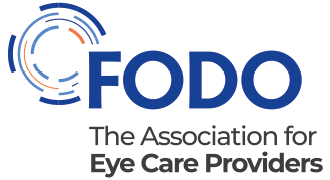 FODO
The Association for
Eye Care Providers